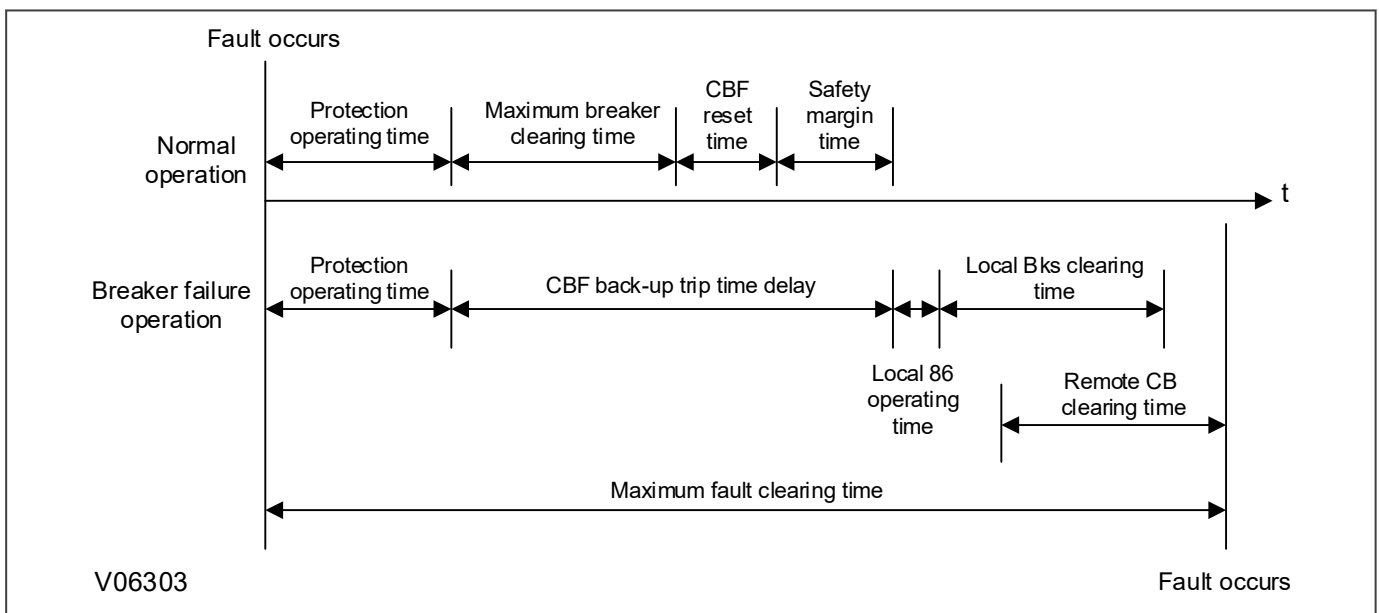 Fault occurs
Normal
operation
Protection
operating time
Maximum breaker
clearing time
CBF
reset
time
Safety
margin
time
t
Breaker failure
operation
Protection
operating time
CBF back-up trip time delay
Local Bks clearing
time
Local 86
operating
time
Remote CB
clearing time
Maximum fault clearing time
V06303
Fault occurs